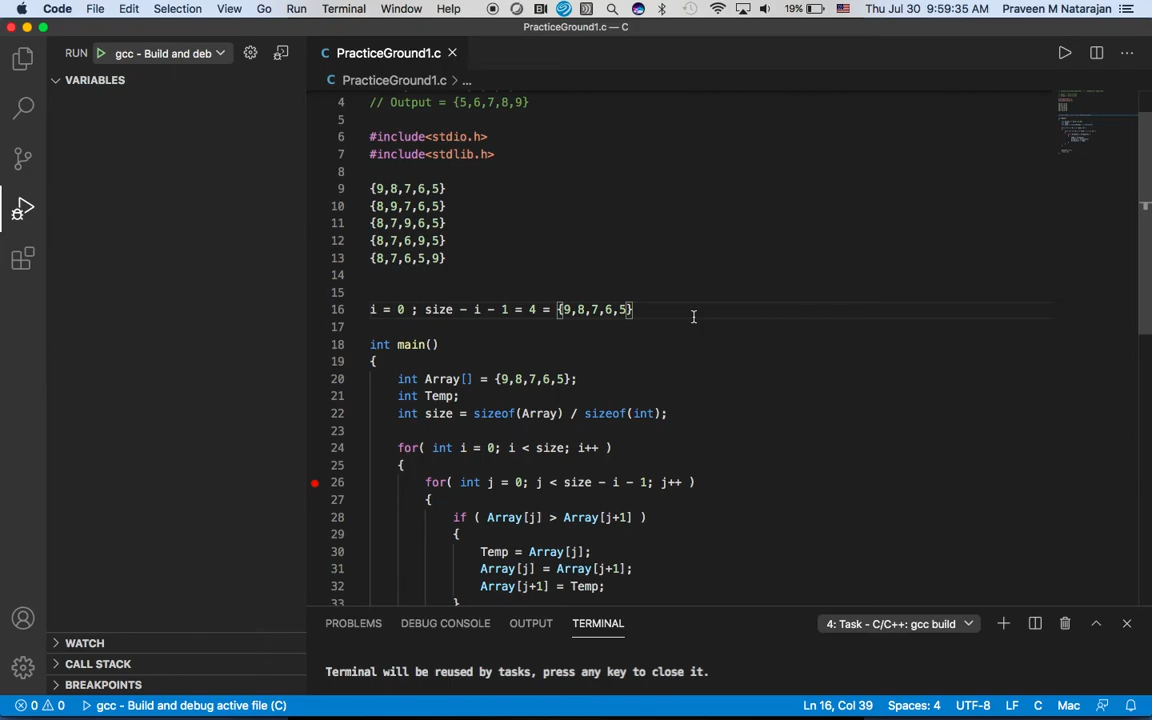 Code File Edit Selection View Go Run Terminal Window Help 19% Thu Jul 30 9:59:35 AM Praveen M Natarajan
PracticeGround1.c — C
RUN gcc - Build and deb
C PracticeGround1.c
VARIABLES
C PracticeGround1.c > ...
4 // Output = {5,6,7,8,9}
5
6 #include<stdio.h>
7 #include<stdlib.h>
8
9 {9,8,7,6,5}
10 {8,9,7,6,5}
11 {8,7,9,6,5}
12 {8,7,6,9,5}
13 {8,7,6,5,9}
14
15
16 i = 0 ; size - i - 1 = 4 = {9,8,7,6,5}
17
18 int main()
19 {
20 int Array[] = {9,8,7,6,5};
21 int Temp;
22 int size = sizeof(Array) / sizeof(int);
23
24 for( int i = 0; i < size; i++ )
25 {
26 for( int j = 0; j < size - i - 1; j++ )
27 {
28 if ( Array[j] > Array[j+1] )
29 {
30 Temp = Array[j];
31 Array[j] = Array[j+1];
32 Array[j+1] = Temp;
33 }
PROBLEMS DEBUG CONSOLE OUTPUT TERMINAL 4: Task - C/C++: gcc build
WATCH
CALL STACK
BREAKPOINTS
Terminal will be reused by tasks, press any key to close it.
0 0 gcc - Build and debug active file (C) Ln 16, Col 39 Spaces: 4 UTF-8 LF C Mac